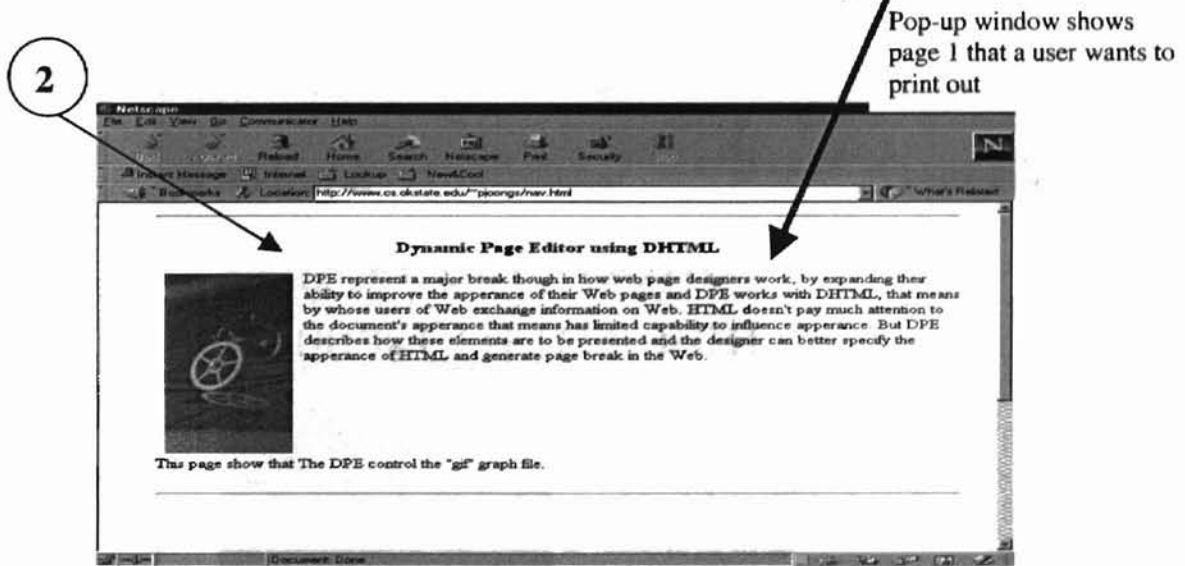 Pop-up window shows
page 1 that a user wants to
print out
2
Netscape
File Edit View Go Communicator Help
Reload Home Search Netscape Print Security
Instant Message Internet Lookup New&Cool
Bookmarks Location: http://www.cs.okstate.edu/~pjoongs/nav.html What's Related
N
Dynamic Page Editor using DHTML
DPE represent a major break though in how web page designers work, by expanding their
ability to improve the apperance of their Web pages and DPE works with DHTML, that means
by whose users of Web exchange information on Web. HTML doesn't pay much attention to
the document's apperance that means has limited capability to influence apperance. But DPE
describes how these elements are to be presented and the designer can better specify the
apperance of HTML and generate page break in the Web.
This page show that The DPE control the "gif" graph file.
Document: Done